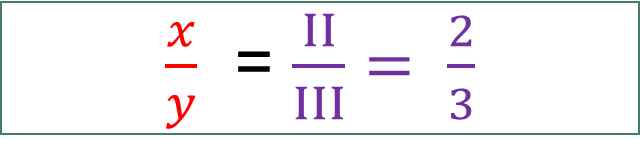 x/y = II/III = 2/3